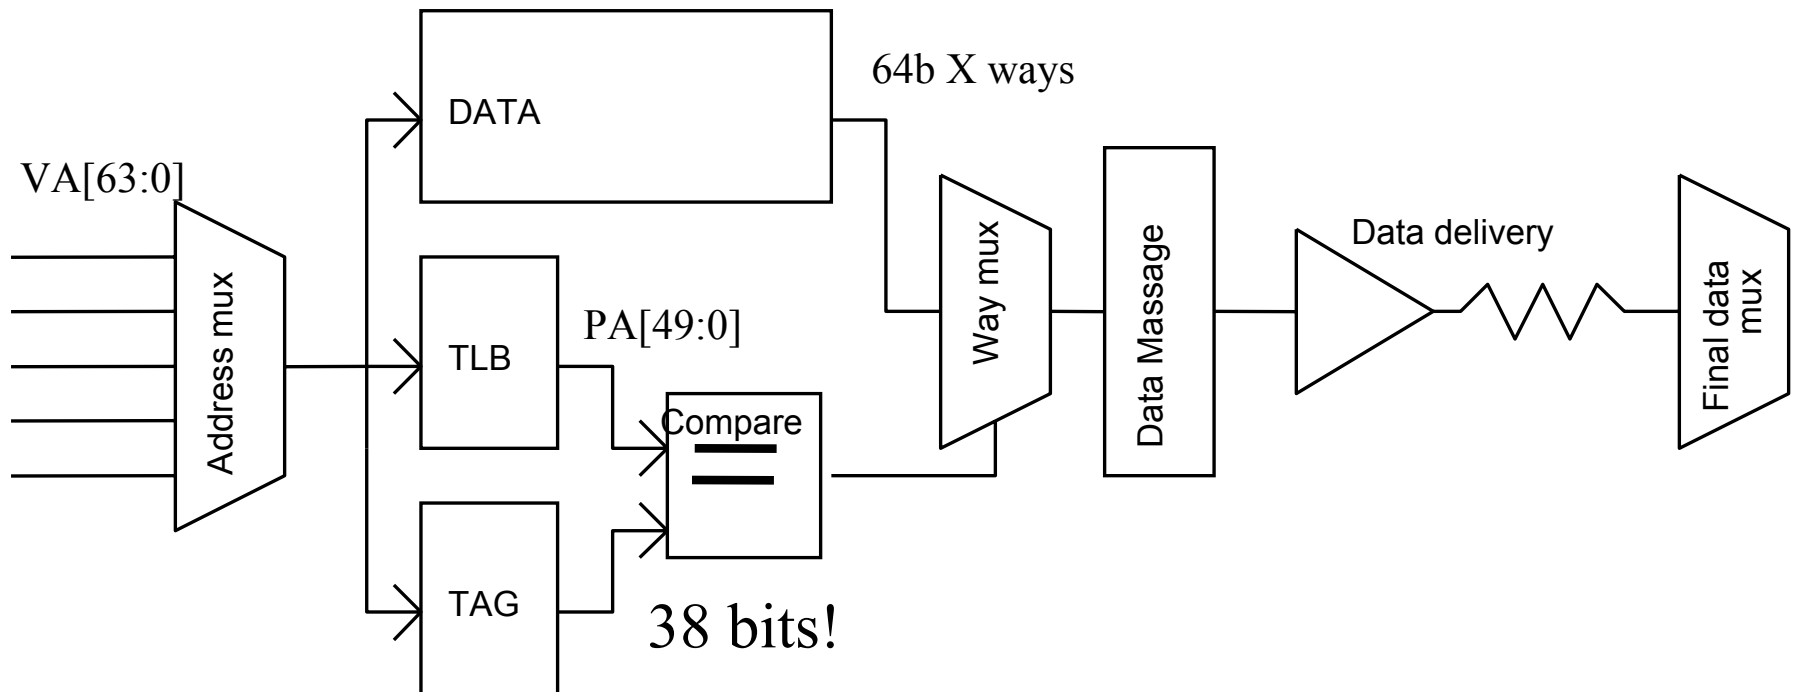 64b X ways
DATA
VA[63:0]
Address mux
TLB
PA[49:0]
Compare
TAG
38 bits!
Way mux
Data Massage
Data delivery
Final data
mux